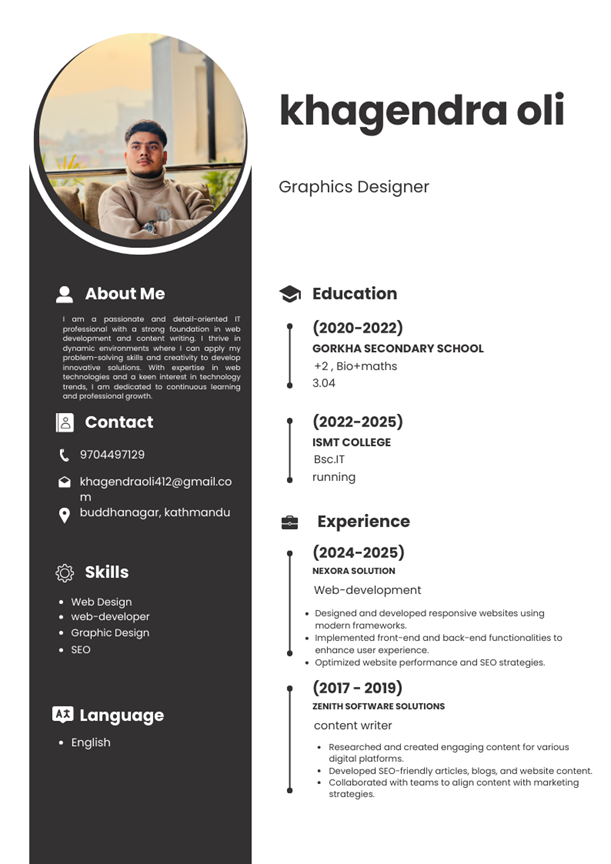 khagendra oli
Graphics Designer
About Me
I am a passionate and detail-oriented IT
professional with a strong foundation in web
development and content writing. I thrive in
dynamic environments where I can apply my
problem-solving skills and creativity to develop
innovative solutions. With expertise in web
technologies and a keen interest in technology
trends, I am dedicated to continuous learning
and professional growth.
Contact
9704497129
khagendraoli412@gmail.co
m
buddhanagar, kathmandu
Skills
• Web Design
• web-developer
• Graphic Design
• SEO
Language
• English
Education
(2020-2022)
GORKHA SECONDARY SCHOOL
+2 , Bio+maths
3.04
(2022-2025)
ISMT COLLEGE
Bsc.IT
running
Experience
(2024-2025)
NEXORA SOLUTION
Web-development
• Designed and developed responsive websites using
modern frameworks.
• Implemented front-end and back-end functionalities to
enhance user experience.
• Optimized website performance and SEO strategies.
(2017 - 2019)
ZENITH SOFTWARE SOLUTIONS
content writer
• Researched and created engaging content for various
digital platforms.
• Developed SEO-friendly articles, blogs, and website content.
• Collaborated with teams to align content with marketing
strategies.